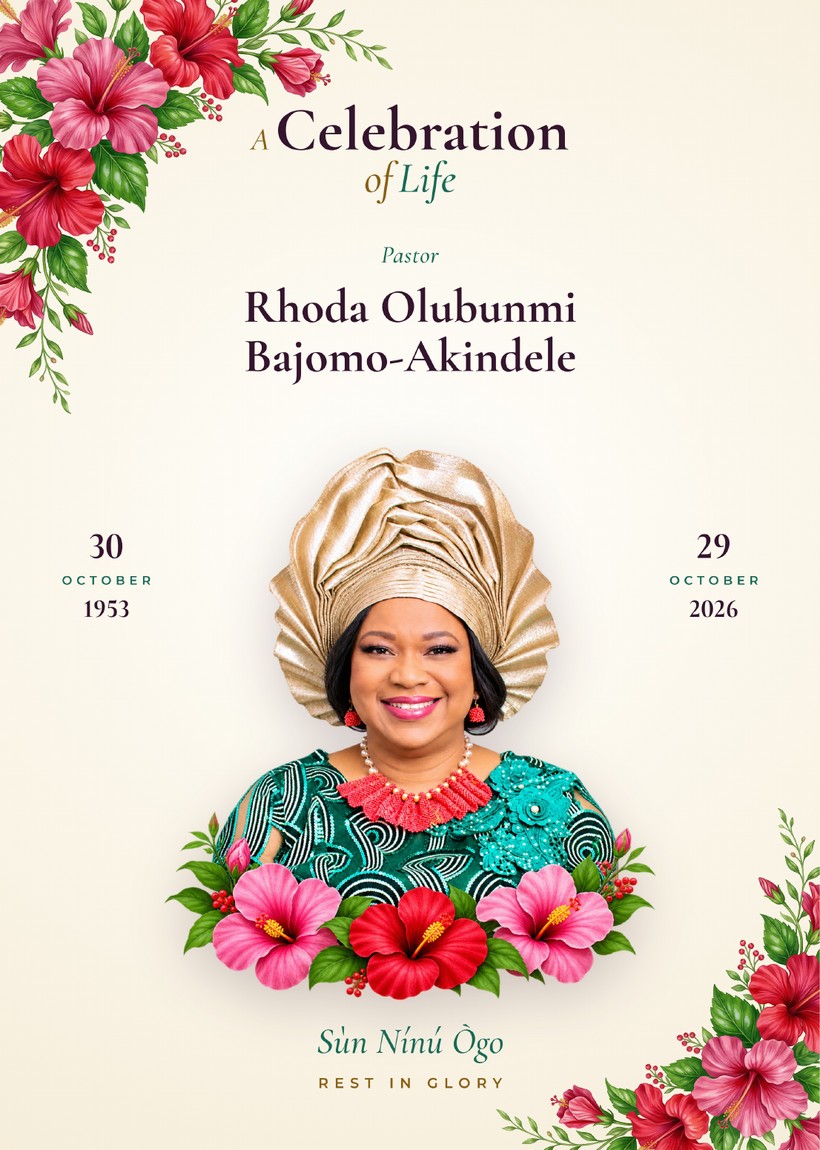 A Celebration
of Life
Pastor
Rhoda Olubunmi
Bajomo-Akindele
30
OCTOBER
1953
29
OCTOBER
2026
Sùn Nínú Ògo
REST IN GLORY